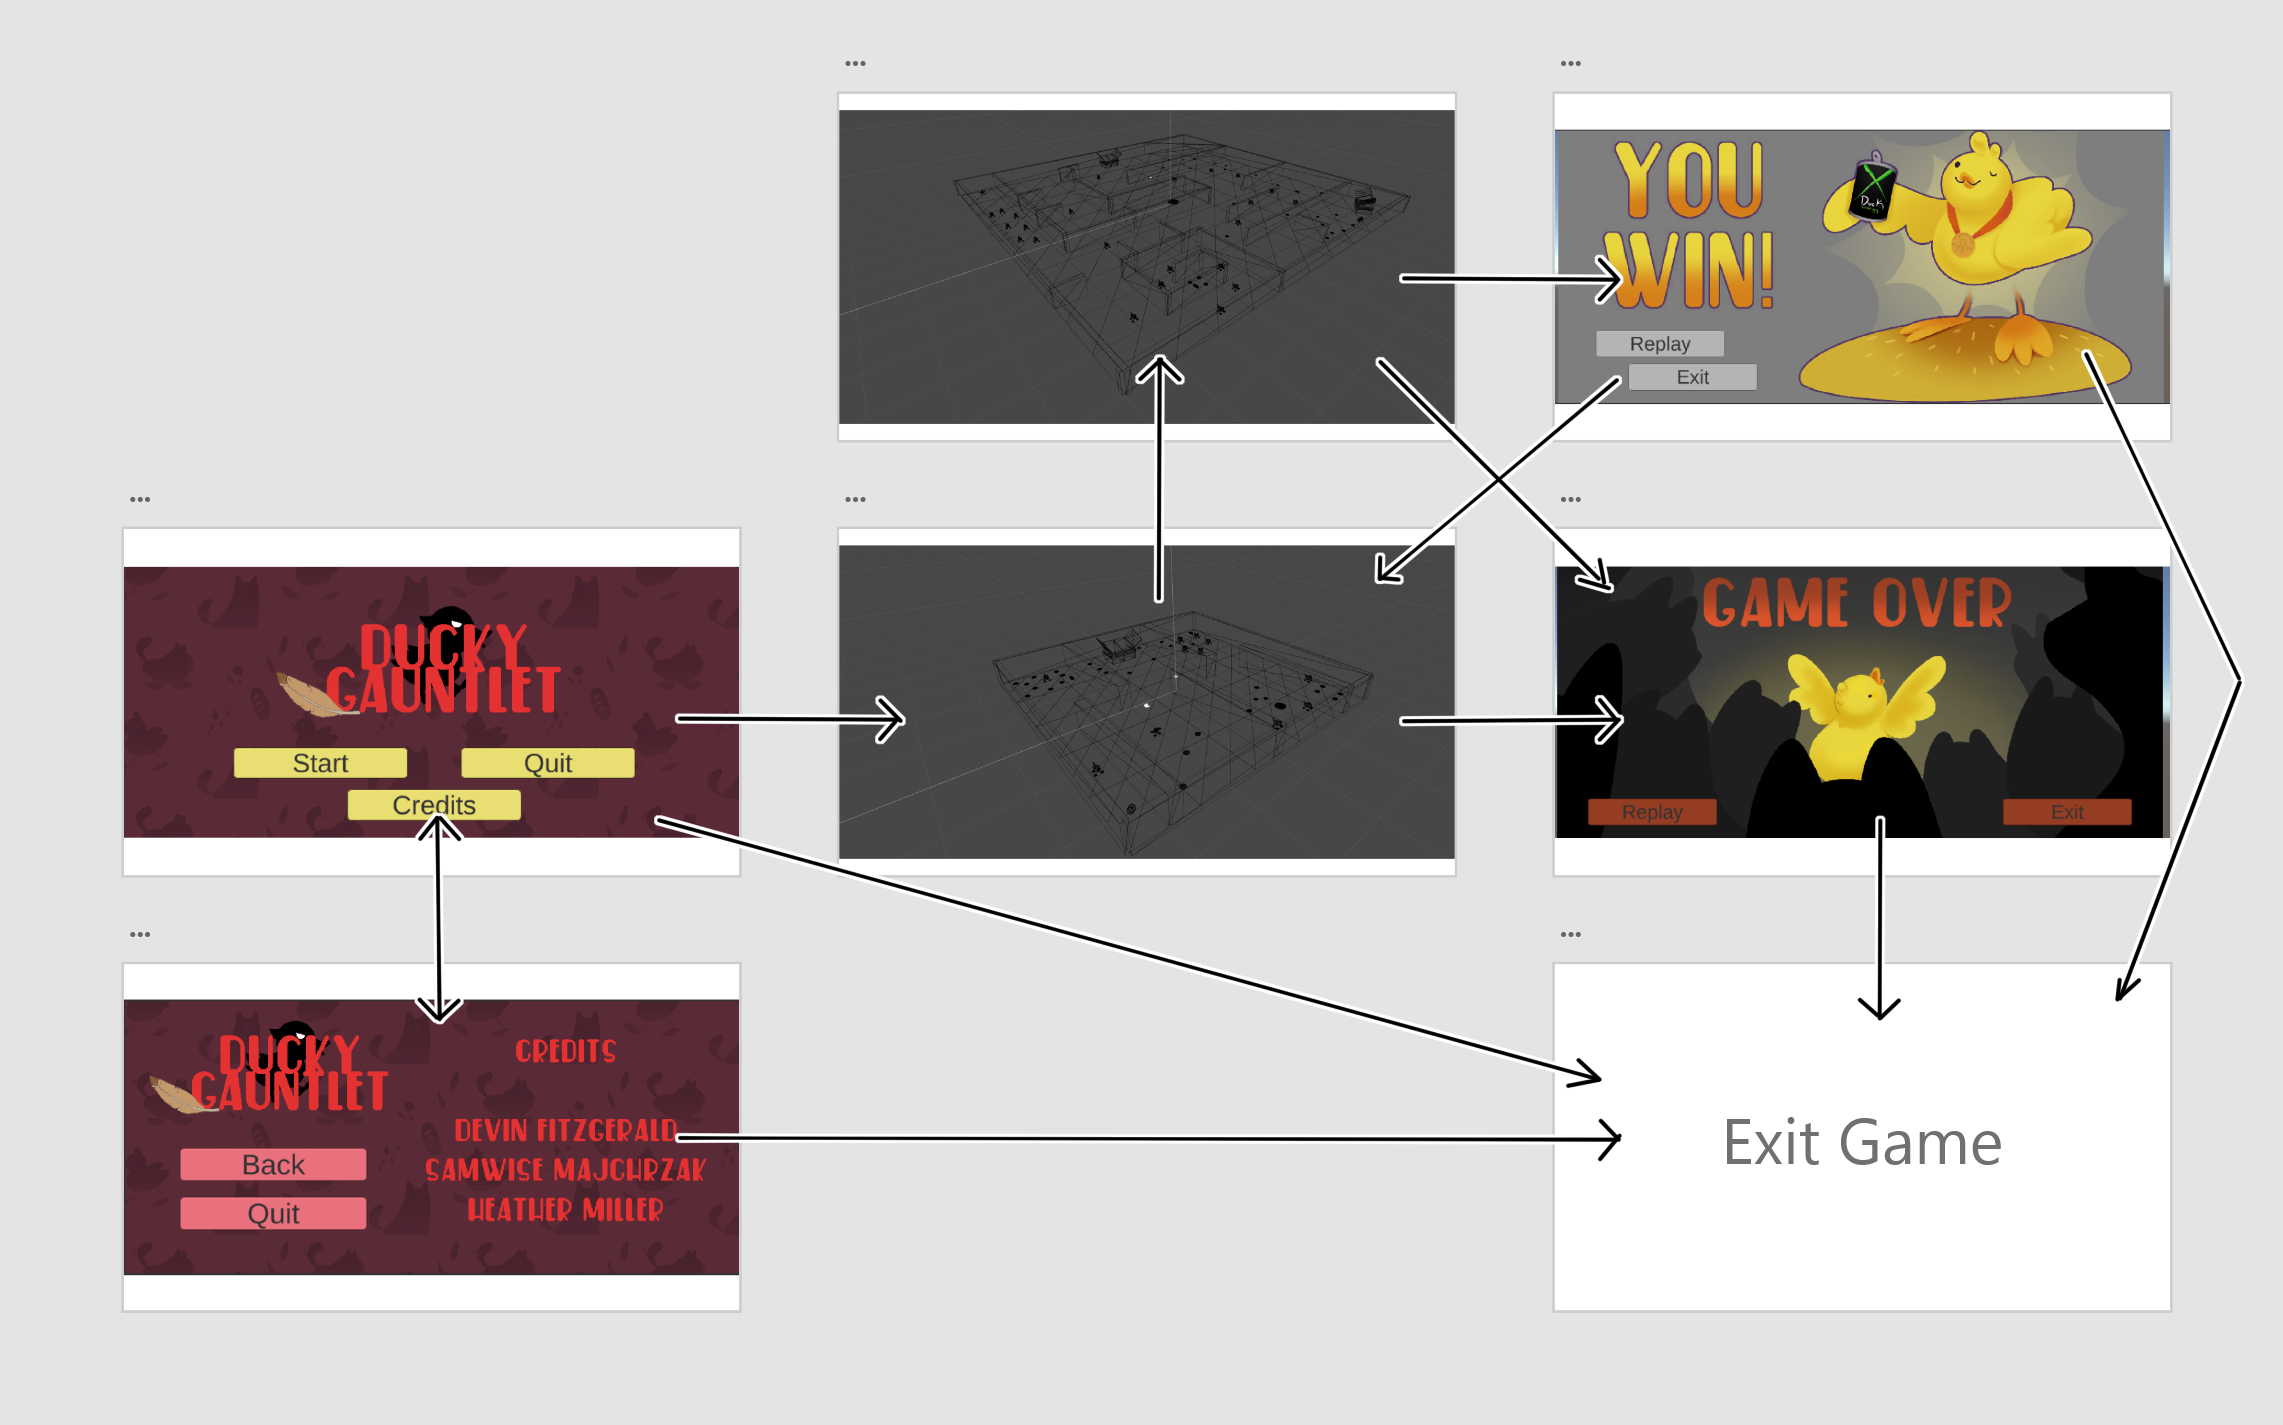 YOU
WIN!
Duck
Replay
Exit
DUCKY
GAUNTLET
Start
Quit
Credits
GAME OVER
Replay
Exit
DUCKY
GAUNTLET
Back
Quit
CREDITS
DEVIN FITZGERALD
SAMWISE MAJCHRZAK
HEATHER MILLER
Exit Game